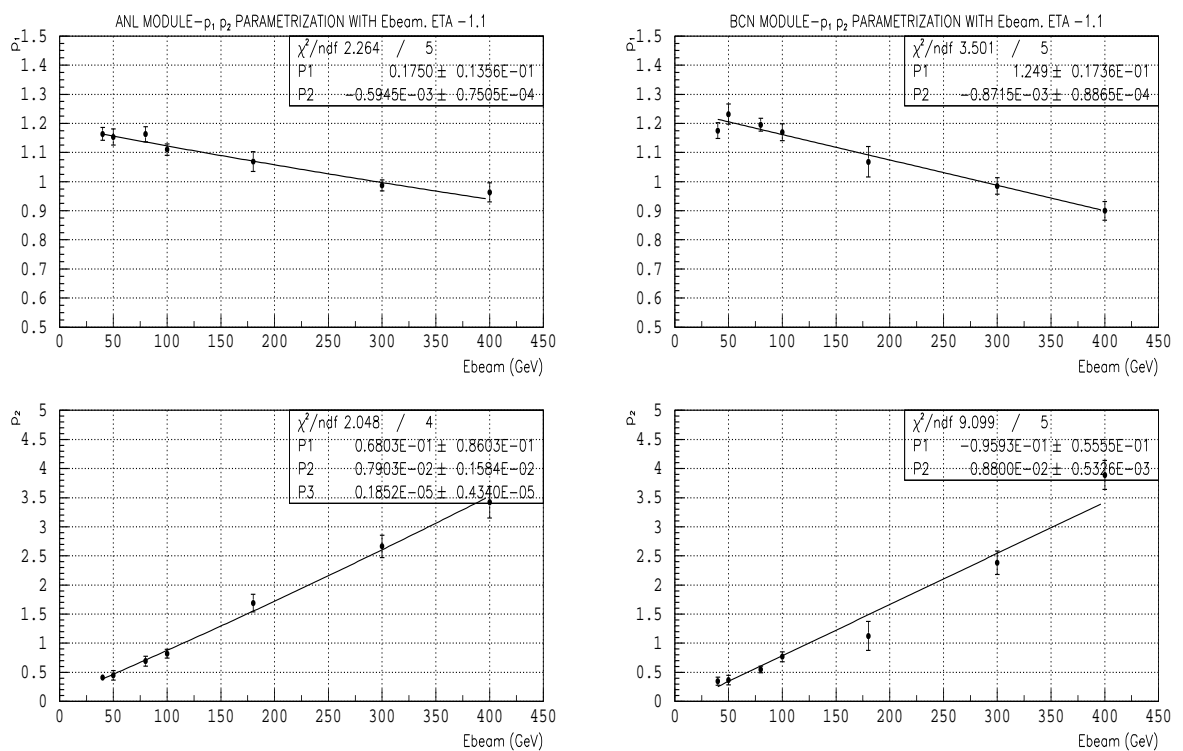 ANL MODULE-p₁ p₂ PARAMETRIZATION WITH Ebeam. ETA -1.1
p₁
1.5
1.4
1.3
1.2
1.1
1
0.9
0.8
0.7
0.6
0.5
χ²/ndf 2.264 / 5
P1 0.1750 ± 0.1356E-01
P2 -0.5945E-03 ± 0.7505E-04
0 50 100 150 200 250 300 350 400 450
Ebeam (GeV)
BCN MODULE-p₁ p₂ PARAMETRIZATION WITH Ebeam. ETA -1.1
p₁
1.5
1.4
1.3
1.2
1.1
1
0.9
0.8
0.7
0.6
0.5
χ²/ndf 3.501 / 5
P1 1.249 ± 0.1736E-01
P2 -0.8715E-03 ± 0.8865E-04
0 50 100 150 200 250 300 350 400 450
Ebeam (GeV)
p₂
5
4.5
4
3.5
3
2.5
2
1.5
1
0.5
0
χ²/ndf 2.048 / 4
P1 0.6803E-01 ± 0.8603E-01
P2 0.7903E-02 ± 0.1584E-02
P3 0.1852E-05 ± 0.4340E-05
0 50 100 150 200 250 300 350 400 450
Ebeam (GeV)
p₂
5
4.5
4
3.5
3
2.5
2
1.5
1
0.5
0
χ²/ndf 9.099 / 5
P1 -0.9593E-01 ± 0.5555E-01
P2 0.8800E-02 ± 0.5326E-03
0 50 100 150 200 250 300 350 400 450
Ebeam (GeV)